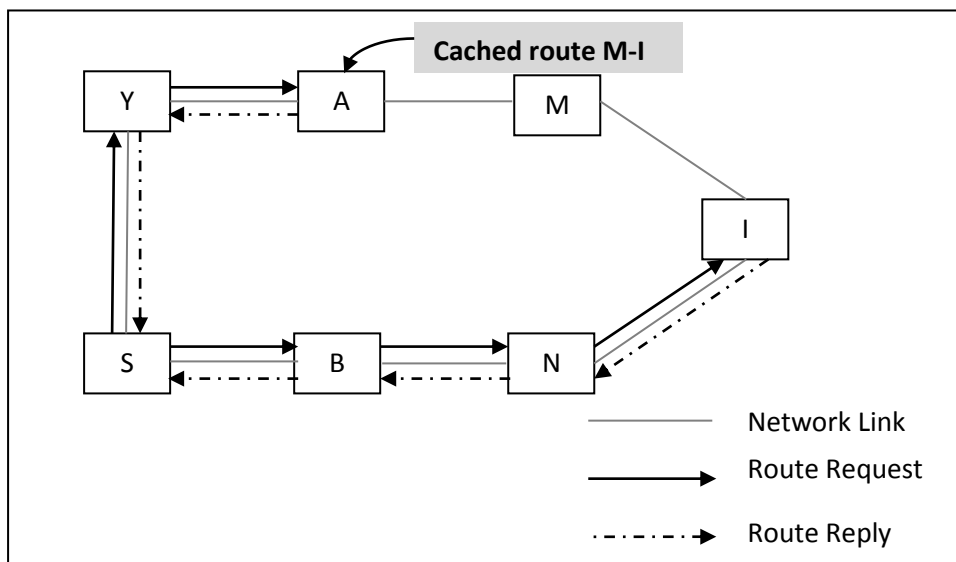 Cached route M-I
Y
A
M
I
S
B
N
Network Link
Route Request
Route Reply